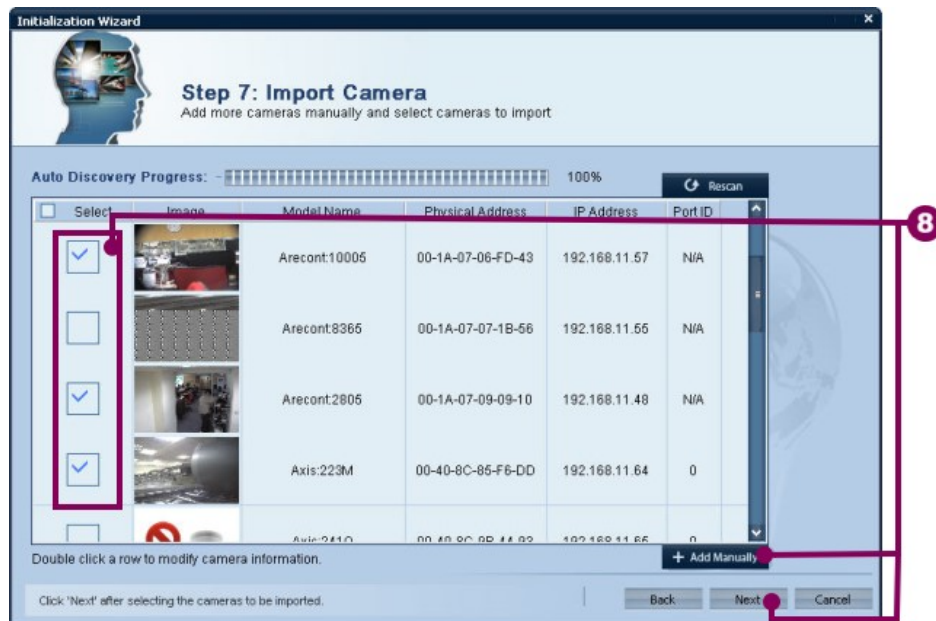 Initialization Wizard
Step 7: Import Camera
Add more cameras manually and select cameras to import
Auto Discovery Progress: 100%
Rescan
Select Image Model Name Physical Address IP Address Port ID
8
Arecont:10005 00-1A-07-06-FD-43 192.168.11.57 N/A
Arecont:8365 00-1A-07-07-1B-56 192.168.11.55 N/A
Arecont:2805 00-1A-07-09-09-10 192.168.11.48 N/A
Axis:223M 00-40-8C-85-F6-DD 192.168.11.64 0
Double click a row to modify camera information.
+ Add Manually
Click 'Next' after selecting the cameras to be imported.
Back Next Cancel